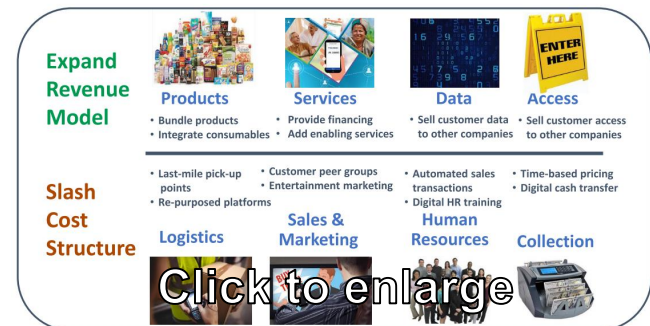 Expand
Revenue
Model
ENTER
HERE
Products
Services
Data
Access
• Bundle products
• Integrate consumables
• Provide financing
• Add enabling services
• Sell customer data
to other companies
• Sell customer access
to other companies
Slash
Cost
Structure
• Last-mile pick-up
points
• Re-purposed platforms
• Customer peer groups
• Entertainment marketing
• Automated sales
transactions
• Digital HR training
• Time-based pricing
• Digital cash transfer
Logistics
Sales &
Marketing
Human
Resources
Collection
Click to enlarge